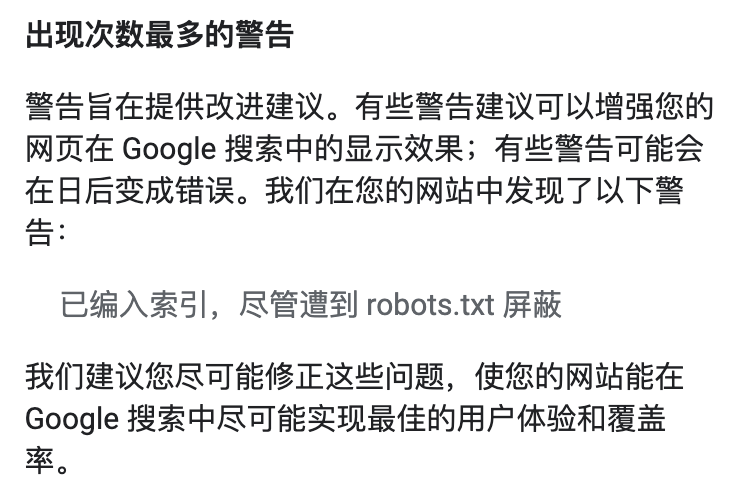 出现次数最多的警告
警告旨在提供改进建议。有些警告建议可以增强您的
网页在 Google 搜索中的显示效果；有些警告可能会
在日后变成错误。我们在您的网站中发现了以下警
告：
已编入索引，尽管遭到 robots.txt 屏蔽
我们建议您尽可能修正这些问题，使您的网站能在
Google 搜索中尽可能实现最佳的用户体验和覆盖
率。